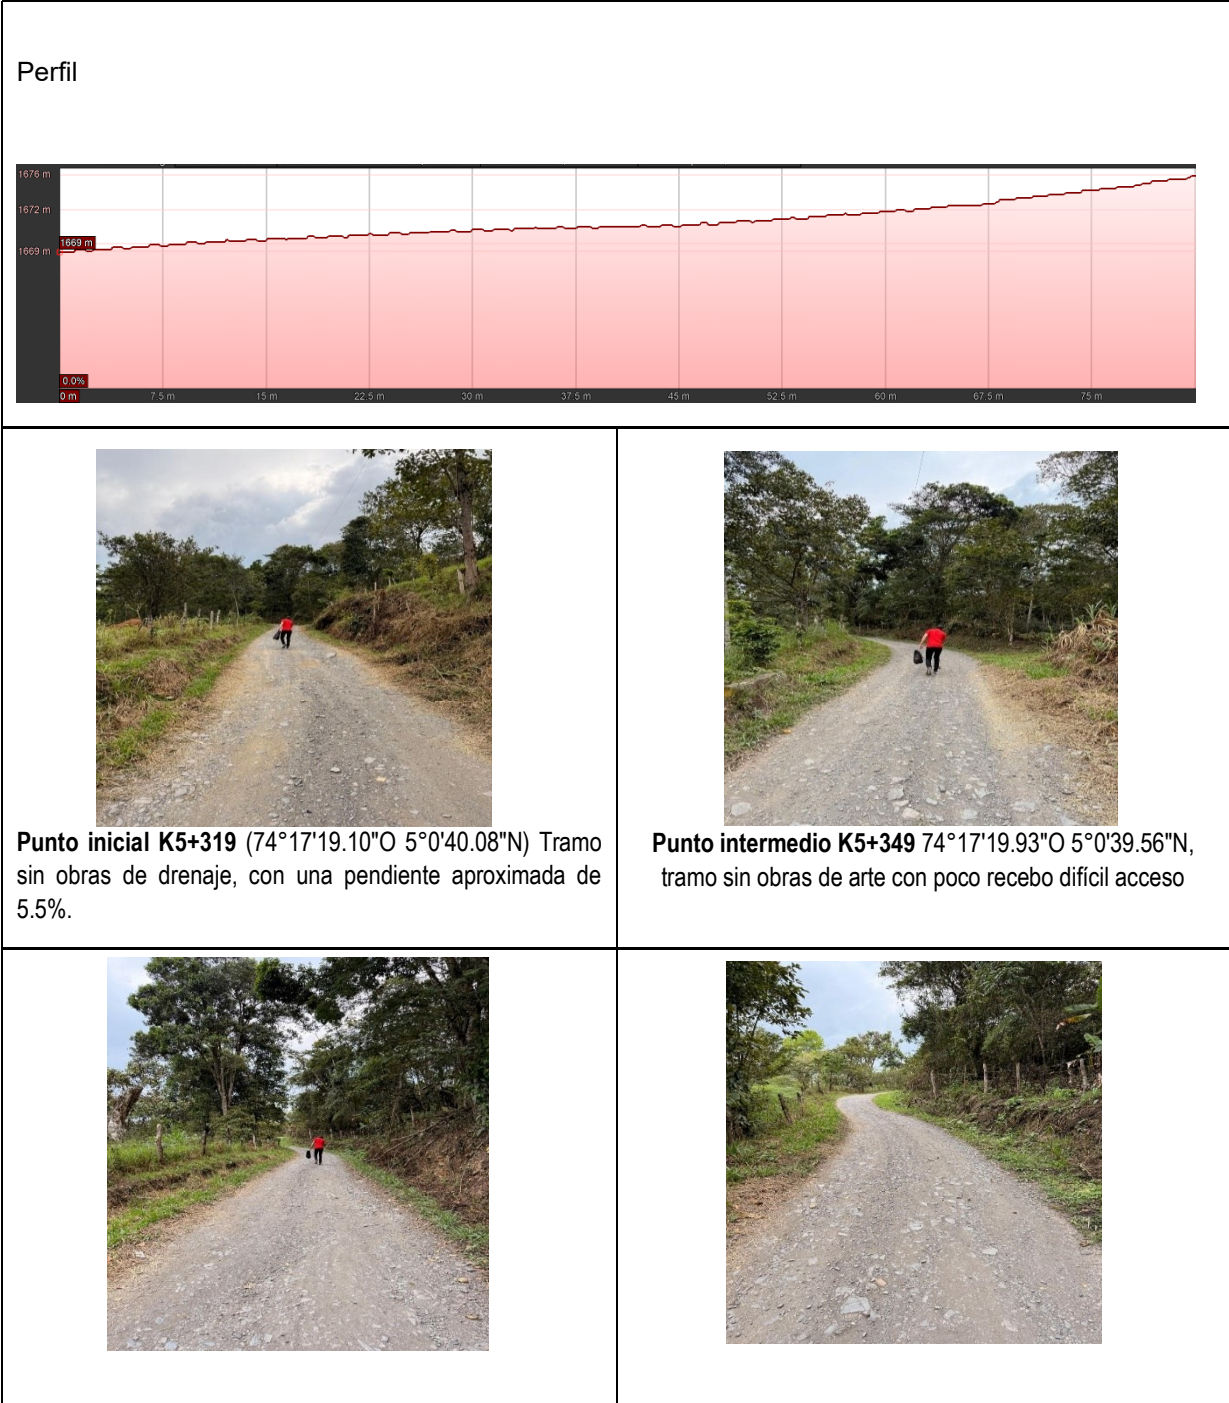 Perfil
1676 m
1672 m
1669 m
1669 m
0.0%
0 m 7.5 m 15 m 22.5 m 30 m 37.5 m 45 m 52.5 m 60 m 67.5 m 75 m
Punto inicial K5+319 (74°17'19.10"O 5°0'40.08"N) Tramo
sin obras de drenaje, con una pendiente aproximada de
5.5%.
Punto intermedio K5+349 74°17'19.93"O 5°0'39.56"N,
tramo sin obras de arte con poco recebo difícil acceso